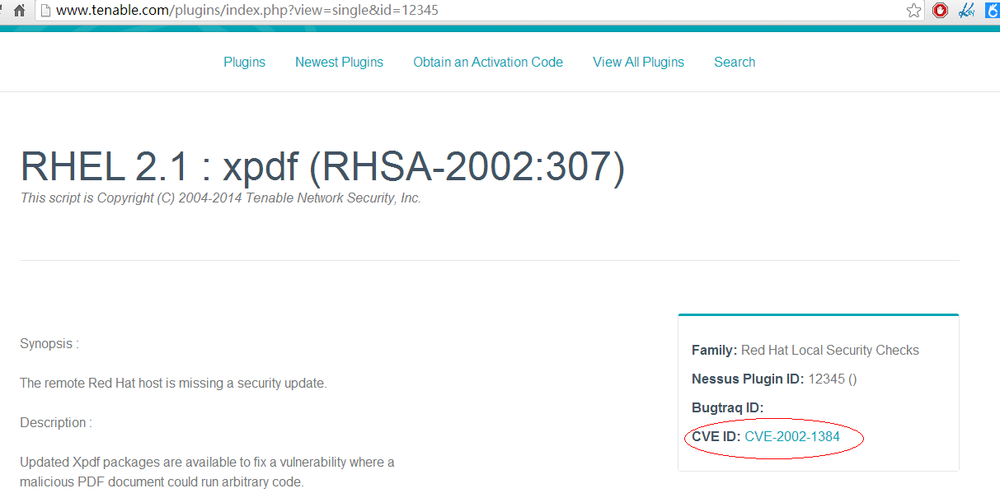 www.tenable.com/plugins/index.php?view=single&id=12345
Plugins Newest Plugins Obtain an Activation Code View All Plugins Search
RHEL 2.1 : xpdf (RHSA-2002:307)
This script is Copyright (C) 2004-2014 Tenable Network Security, Inc.
Synopsis :
The remote Red Hat host is missing a security update.
Description :
Updated Xpdf packages are available to fix a vulnerability where a
malicious PDF document could run arbitrary code.
Family: Red Hat Local Security Checks
Nessus Plugin ID: 12345 ()
Bugtraq ID:
CVE ID: CVE-2002-1384